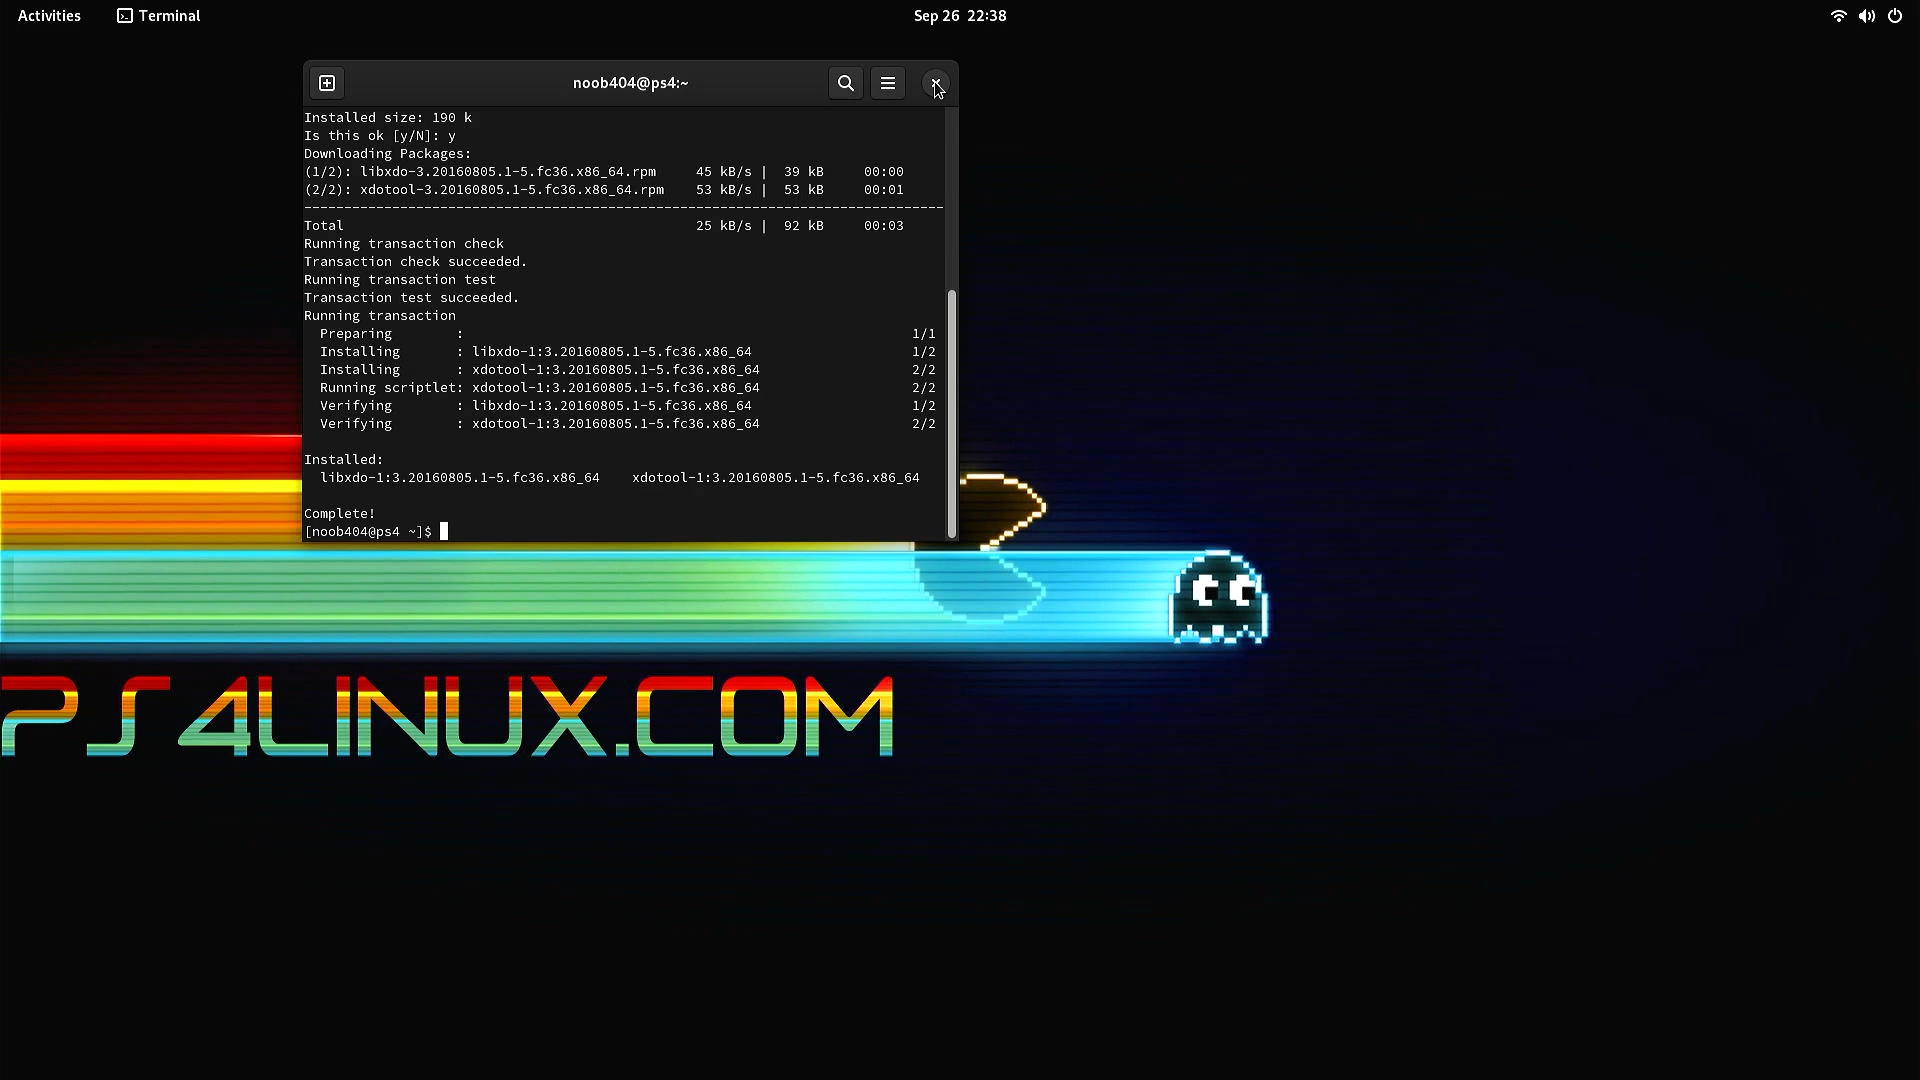 Activities Terminal Sep 26 22:38
noob404@ps4:~
Installed size: 190 k
Is this ok [y/N]: y
Downloading Packages:
(1/2): libxdo-3.20160805.1-5.fc36.x86_64.rpm 45 kB/s | 39 kB 00:00
(2/2): xdotool-3.20160805.1-5.fc36.x86_64.rpm 53 kB/s | 53 kB 00:01
--------------------------------------------------------------------------------
Total 25 kB/s | 92 kB 00:03
Running transaction check
Transaction check succeeded.
Running transaction test
Transaction test succeeded.
Running transaction
Preparing : 1/1
Installing : libxdo-1:3.20160805.1-5.fc36.x86_64 1/2
Installing : xdotool-1:3.20160805.1-5.fc36.x86_64 2/2
Running scriptlet: xdotool-1:3.20160805.1-5.fc36.x86_64 2/2
Verifying : libxdo-1:3.20160805.1-5.fc36.x86_64 1/2
Verifying : xdotool-1:3.20160805.1-5.fc36.x86_64 2/2
Installed:
libxdo-1:3.20160805.1-5.fc36.x86_64 xdotool-1:3.20160805.1-5.fc36.x86_64
Complete!
[noob404@ps4 ~]$
PS4LINUX.COM